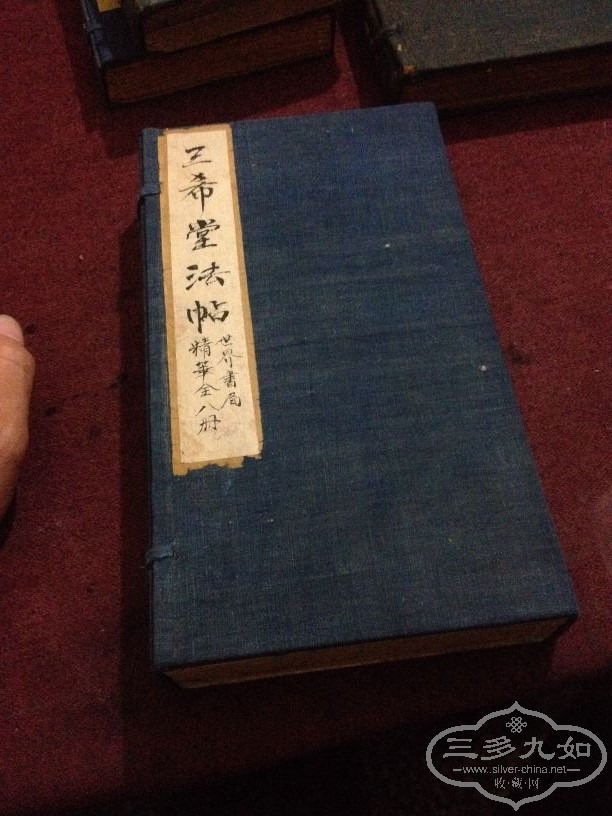 三希堂法帖
世界書局
精華全八册
三多九如
www.silver-china.net
收·藏·网